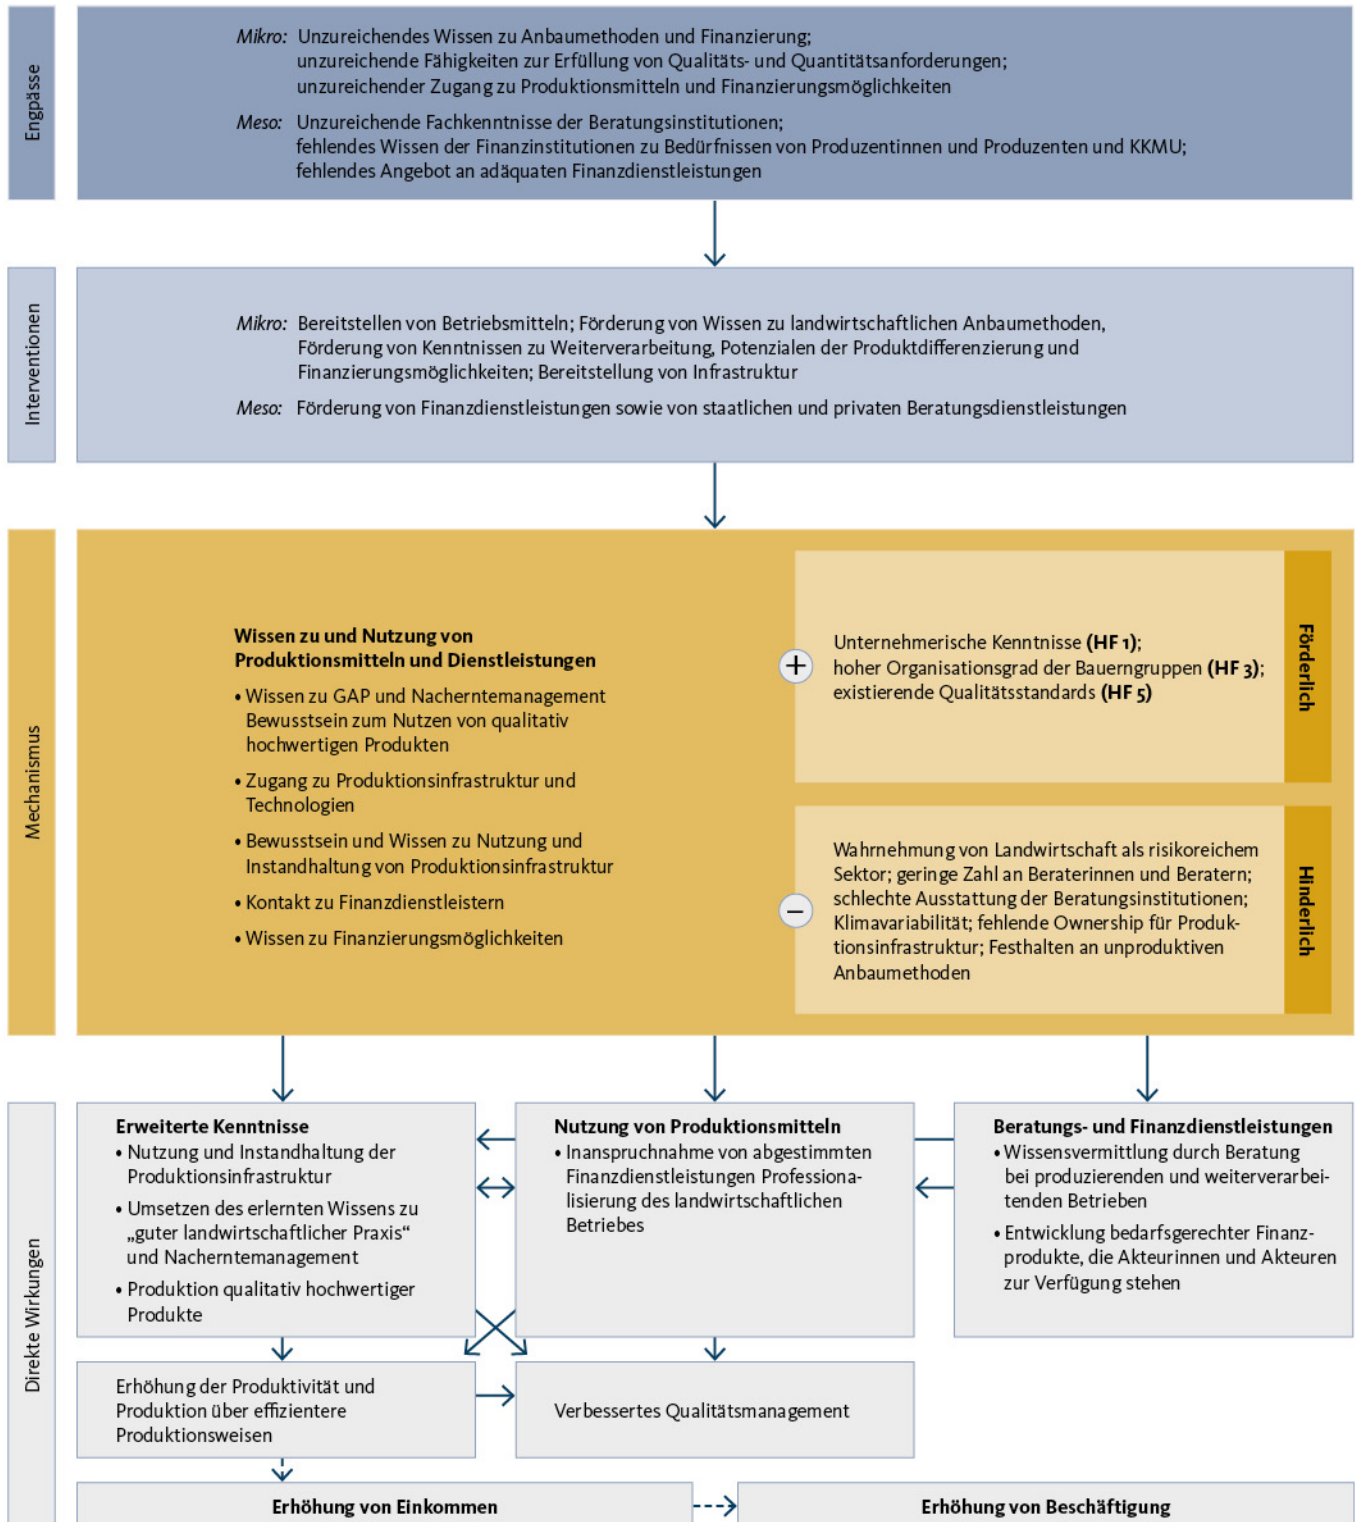 Engpässe
Mikro: Unzureichendes Wissen zu Anbaumethoden und Finanzierung;
unzureichende Fähigkeiten zur Erfüllung von Qualitäts- und Quantitätsanforderungen;
unzureichender Zugang zu Produktionsmitteln und Finanzierungsmöglichkeiten
Meso: Unzureichende Fachkenntnisse der Beratungsinstitutionen;
fehlendes Wissen der Finanzinstitutionen zu Bedürfnissen von Produzentinnen und Produzenten und KKMU;
fehlendes Angebot an adäquaten Finanzdienstleistungen
Interventionen
Mikro: Bereitstellen von Betriebsmitteln; Förderung von Wissen zu landwirtschaftlichen Anbaumethoden,
Förderung von Kenntnissen zu Weiterverarbeitung, Potenzialen der Produktdifferenzierung und
Finanzierungsmöglichkeiten; Bereitstellung von Infrastruktur
Meso: Förderung von Finanzdienstleistungen sowie von staatlichen und privaten Beratungsdienstleistungen
Mechanismus
Wissen zu und Nutzung von
Produktionsmitteln und Dienstleistungen
• Wissen zu GAP und Nacherntemanagement
Bewusstsein zum Nutzen von qualitativ
hochwertigen Produkten
• Zugang zu Produktionsinfrastruktur und
Technologien
• Bewusstsein und Wissen zu Nutzung und
Instandhaltung von Produktionsinfrastruktur
• Kontakt zu Finanzdienstleistern
• Wissen zu Finanzierungsmöglichkeiten
+
Unternehmerische Kenntnisse (HF 1);
hoher Organisationsgrad der Bauerngruppen (HF 3);
existierende Qualitätsstandards (HF 5)
Förderlich
–
Wahrnehmung von Landwirtschaft als risikoreichem
Sektor; geringe Zahl an Beraterinnen und Beratern;
schlechte Ausstattung der Beratungsinstitutionen;
Klimavariabilität; fehlende Ownership für Produk-
tionsinfrastruktur; Festhalten an unproduktiven
Anbaumethoden
Hinderlich
Direkte Wirkungen
Erweiterte Kenntnisse
• Nutzung und Instandhaltung der
Produktionsinfrastruktur
• Umsetzen des erlernten Wissens zu
„guter landwirtschaftlicher Praxis“
und Nacherntemanagement
• Produktion qualitativ hochwertiger
Produkte
Nutzung von Produktionsmitteln
• Inanspruchnahme von abgestimmten
Finanzdienstleistungen Professiona-
lisierung des landwirtschaftlichen
Betriebes
Beratungs- und Finanzdienstleistungen
• Wissensvermittlung durch Beratung
bei produzierenden und weiterverarbei-
tenden Betrieben
• Entwicklung bedarfsgerechter Finanz-
produkte, die Akteurinnen und Akteuren
zur Verfügung stehen
Erhöhung der Produktivität und
Produktion über effizientere
Produktionsweisen
Verbessertes Qualitätsmanagement
Erhöhung von Einkommen
Erhöhung von Beschäftigung